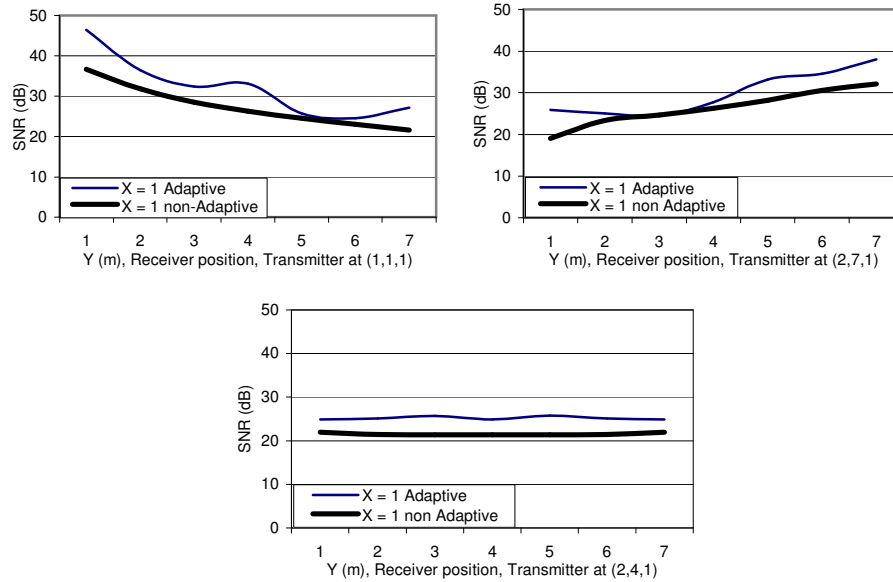 50
40
30
20
10
0
SNR (dB)
X = 1 Adaptive
X = 1 non-Adaptive
1 2 3 4 5 6 7
Y (m), Receiver position, Transmitter at (1,1,1)
50
40
30
20
10
0
SNR (dB)
X = 1 Adaptive
X = 1 non Adaptive
1 2 3 4 5 6 7
Y (m), Receiver position, Transmitter at (2,7,1)
50
40
30
20
10
0
SNR (dB)
X = 1 Adaptive
X = 1 non Adaptive
1 2 3 4 5 6 7
Y (m), Receiver position, Transmitter at (2,4,1)